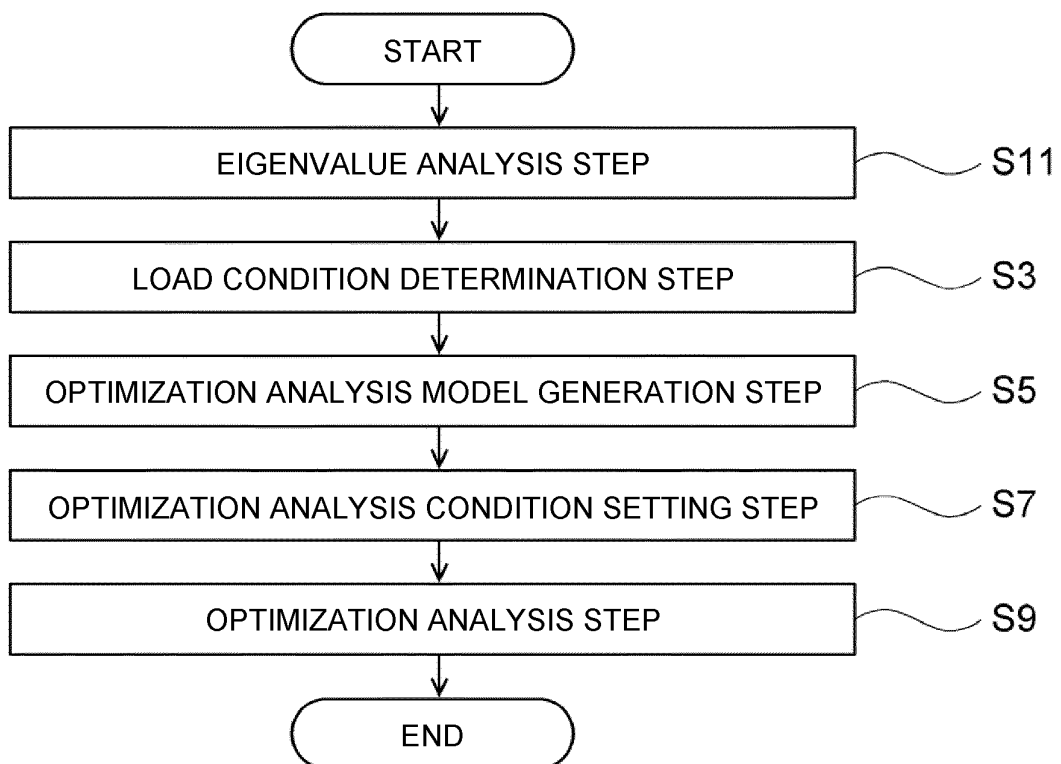 START
EIGENVALUE ANALYSIS STEP
S11
LOAD CONDITION DETERMINATION STEP
S3
OPTIMIZATION ANALYSIS MODEL GENERATION STEP
S5
OPTIMIZATION ANALYSIS CONDITION SETTING STEP
S7
OPTIMIZATION ANALYSIS STEP
S9
END